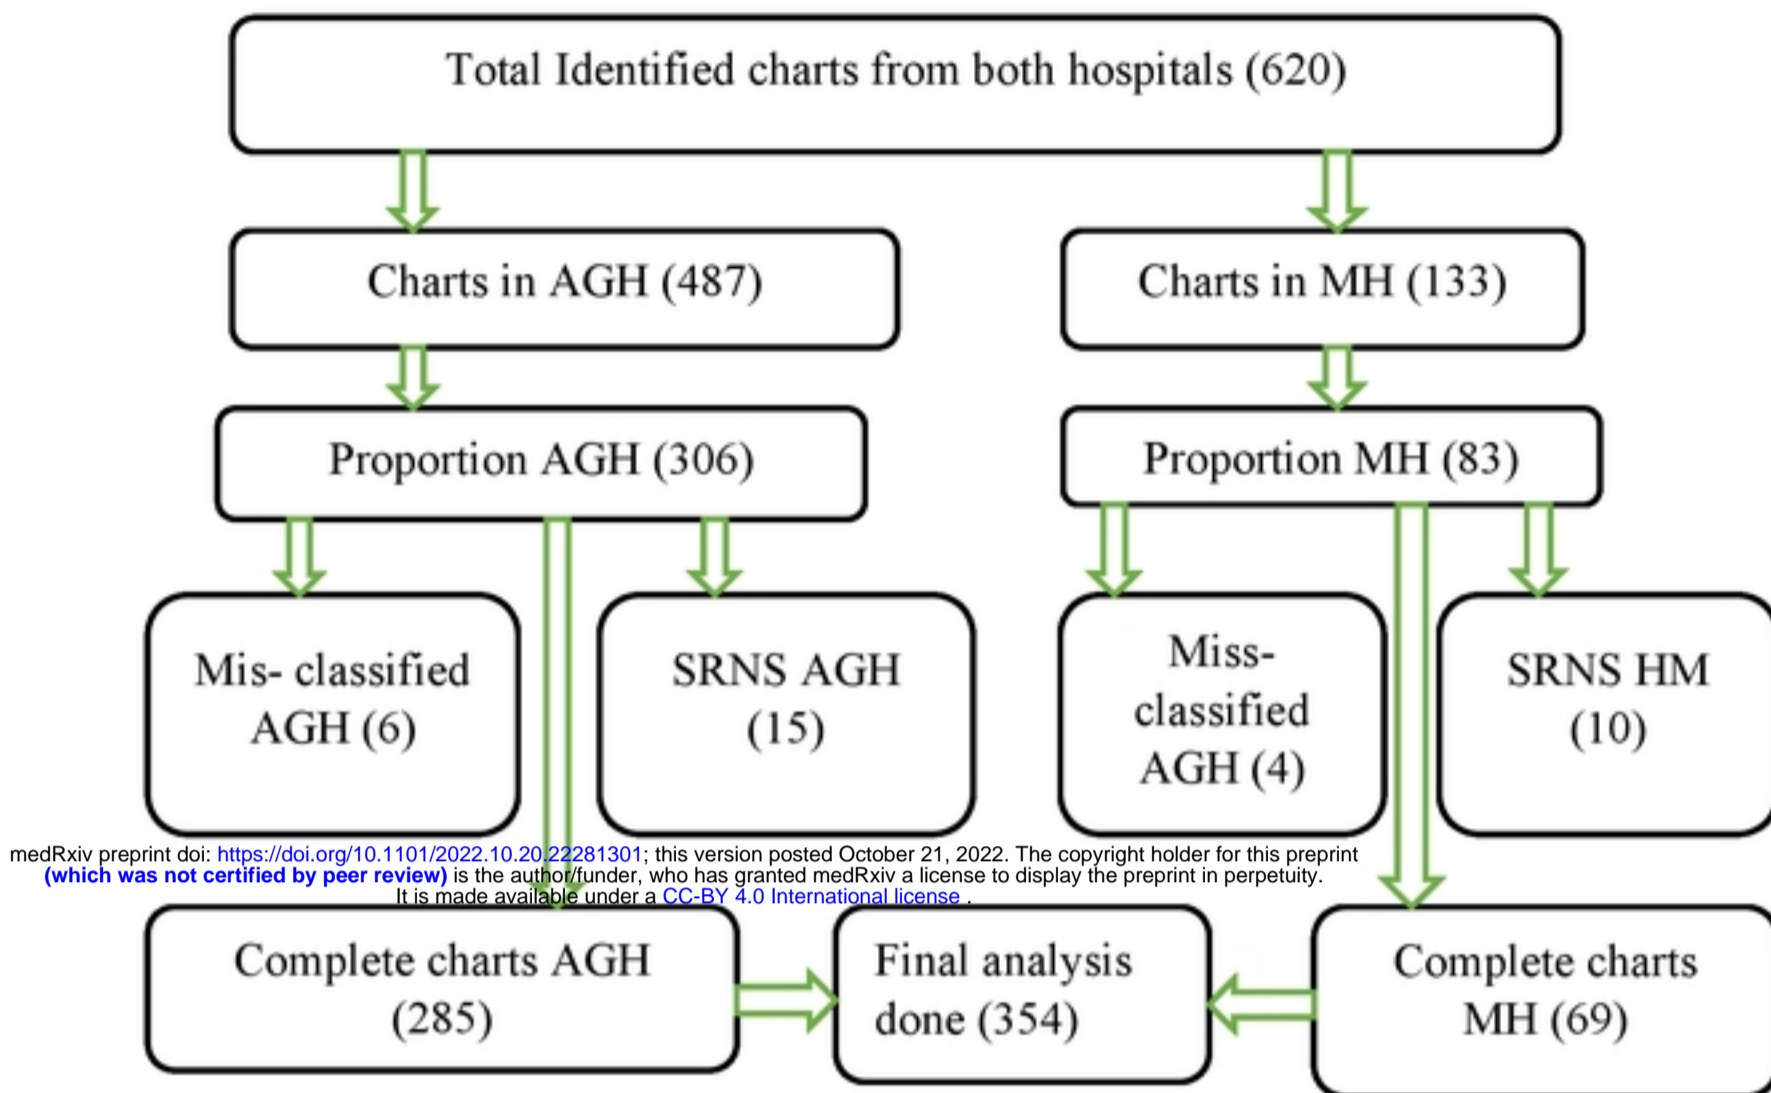 Total Identified charts from both hospitals (620)
Charts in AGH (487)
Charts in MH (133)
Proportion AGH (306)
Proportion MH (83)
Mis- classified
AGH (6)
SRNS AGH
(15)
Miss-
classified
AGH (4)
SRNS HM
(10)
medRxiv preprint doi: https://doi.org/10.1101/2022.10.20.22281301; this version posted October 21, 2022. The copyright holder for this preprint
(which was not certified by peer review) is the author/funder, who has granted medRxiv a license to display the preprint in perpetuity.
It is made available under a CC-BY 4.0 International license .
Complete charts AGH
(285)
Final analysis
done (354)
Complete charts
MH (69)